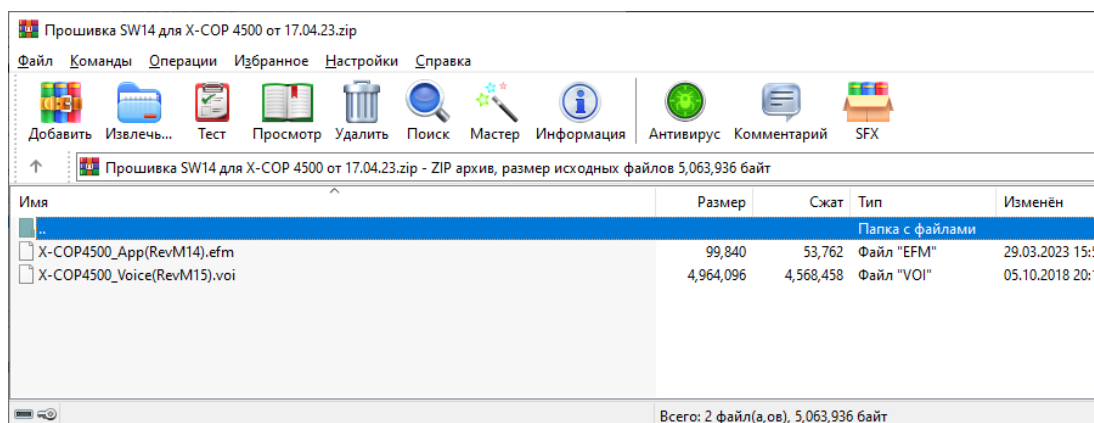 Прошивка SW14 для X-COP 4500 от 17.04.23.zip
Файл Команды Операции Избранное Настройки Справка
Добавить Извлечь... Тест Просмотр Удалить Поиск Мастер Информация Антивирус Комментарий SFX
Прошивка SW14 для X-COP 4500 от 17.04.23.zip - ZIP архив, размер исходных файлов 5,063,936 байт
Имя Размер Сжат Тип Изменён
.. Папка с файлами
X-COP4500_App(RevM14).efm 99,840 53,762 Файл "EFM" 29.03.2023 15:
X-COP4500_Voice(RevM15).voi 4,964,096 4,568,458 Файл "VOI" 05.10.2018 20:
Всего: 2 файл(а,ов), 5,063,936 байт